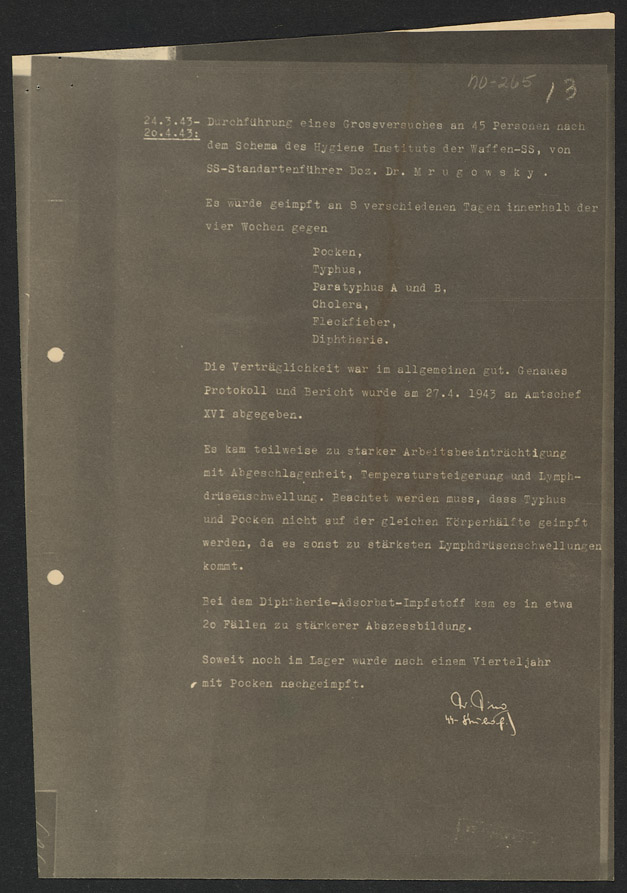 NO-265
/ 3
24.3.43- Durchführung eines Grossversuches an 45 Personen nach
2o.4.43: dem Schema des Hygiene Instituts der Waffen-SS, von
SS-Standartenführer Doz. Dr. M r u g o w s k y .
Es wurde geimpft an 8 verschiedenen Tagen innerhalb der
vier Wochen gegen
Pocken,
Typhus,
Paratyphus A und B,
Cholera,
Fleckfieber,
Diphtherie.
Die Verträglichkeit war im allgemeinen gut. Genaues
Protokoll und Bericht wurde am 27.4. 1943 an Amtschef
XVI abgegeben.
Es kam teilweise zu starker Arbeitsbeeinträchtigung
mit Abgeschlagenheit, Temperatursteigerung und Lymph-
drüsenschwellung. Beachtet werden muss, dass Typhus
und Pocken nicht auf der gleichen Körperhälfte geimpft
werden, da es sonst zu stärksten Lymphdrüsenschwellungen
kommt.
Bei dem Diphtherie-Adsorbat-Impfstoff kam es in etwa
2o Fällen zu stärkerer Abszessbildung.
Soweit noch im Lager wurde nach einem Vierteljahr
mit Pocken nachgeimpft.
Dr. Ding